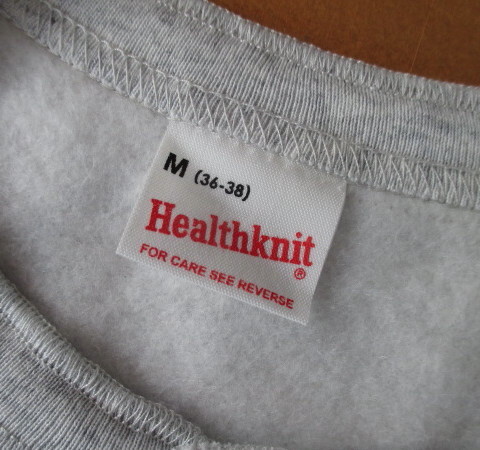 M (36-38)
Healthknit®
FOR CARE SEE REVERSE